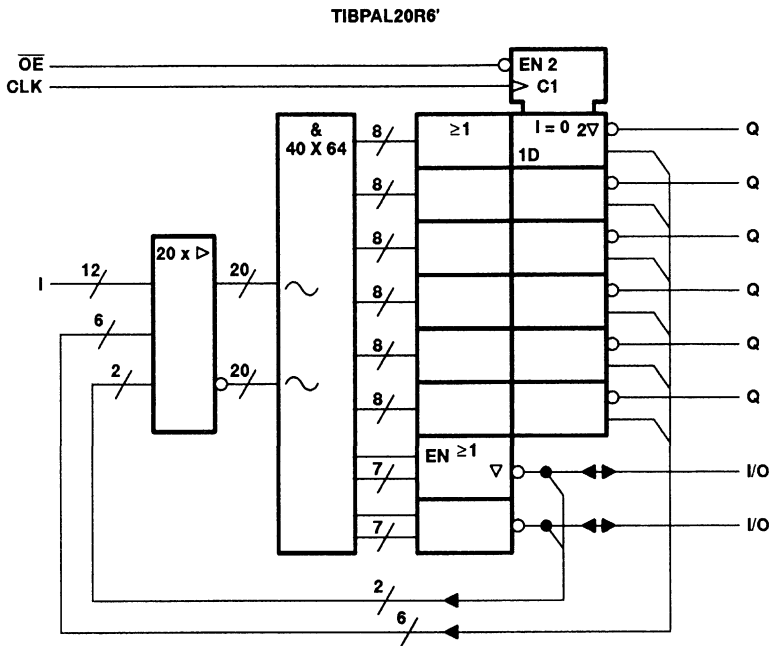 TIBPAL20R6'
OE
CLK
EN 2
C1
&
40 X 64
≥1
I = 0 2▽
1D
8
8
8
8
8
8
Q
Q
Q
Q
Q
Q
20 x ▷
I
12
6
2
20
20
EN ≥1
▽
7
7
I/O
I/O
2
6